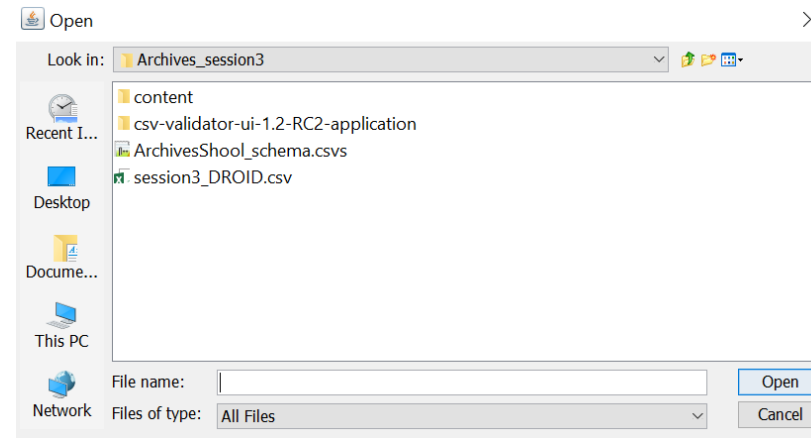 Open
Look in: Archives_session3
Recent I...
Desktop
Docume...
This PC
Network
content
csv-validator-ui-1.2-RC2-application
ArchivesShool_schema.csvs
session3_DROID.csv
File name: Open
Files of type: All Files Cancel